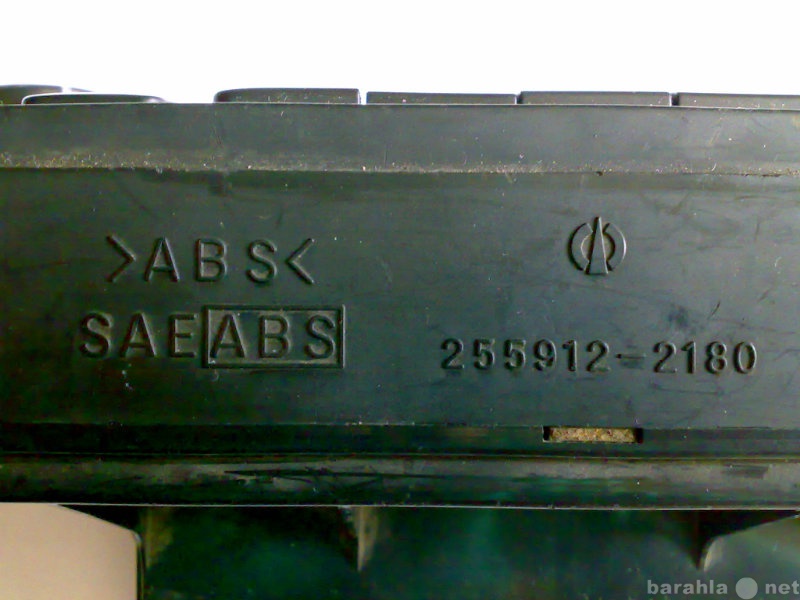 >ABS<
SAE ABS
255912-2180
barahla net